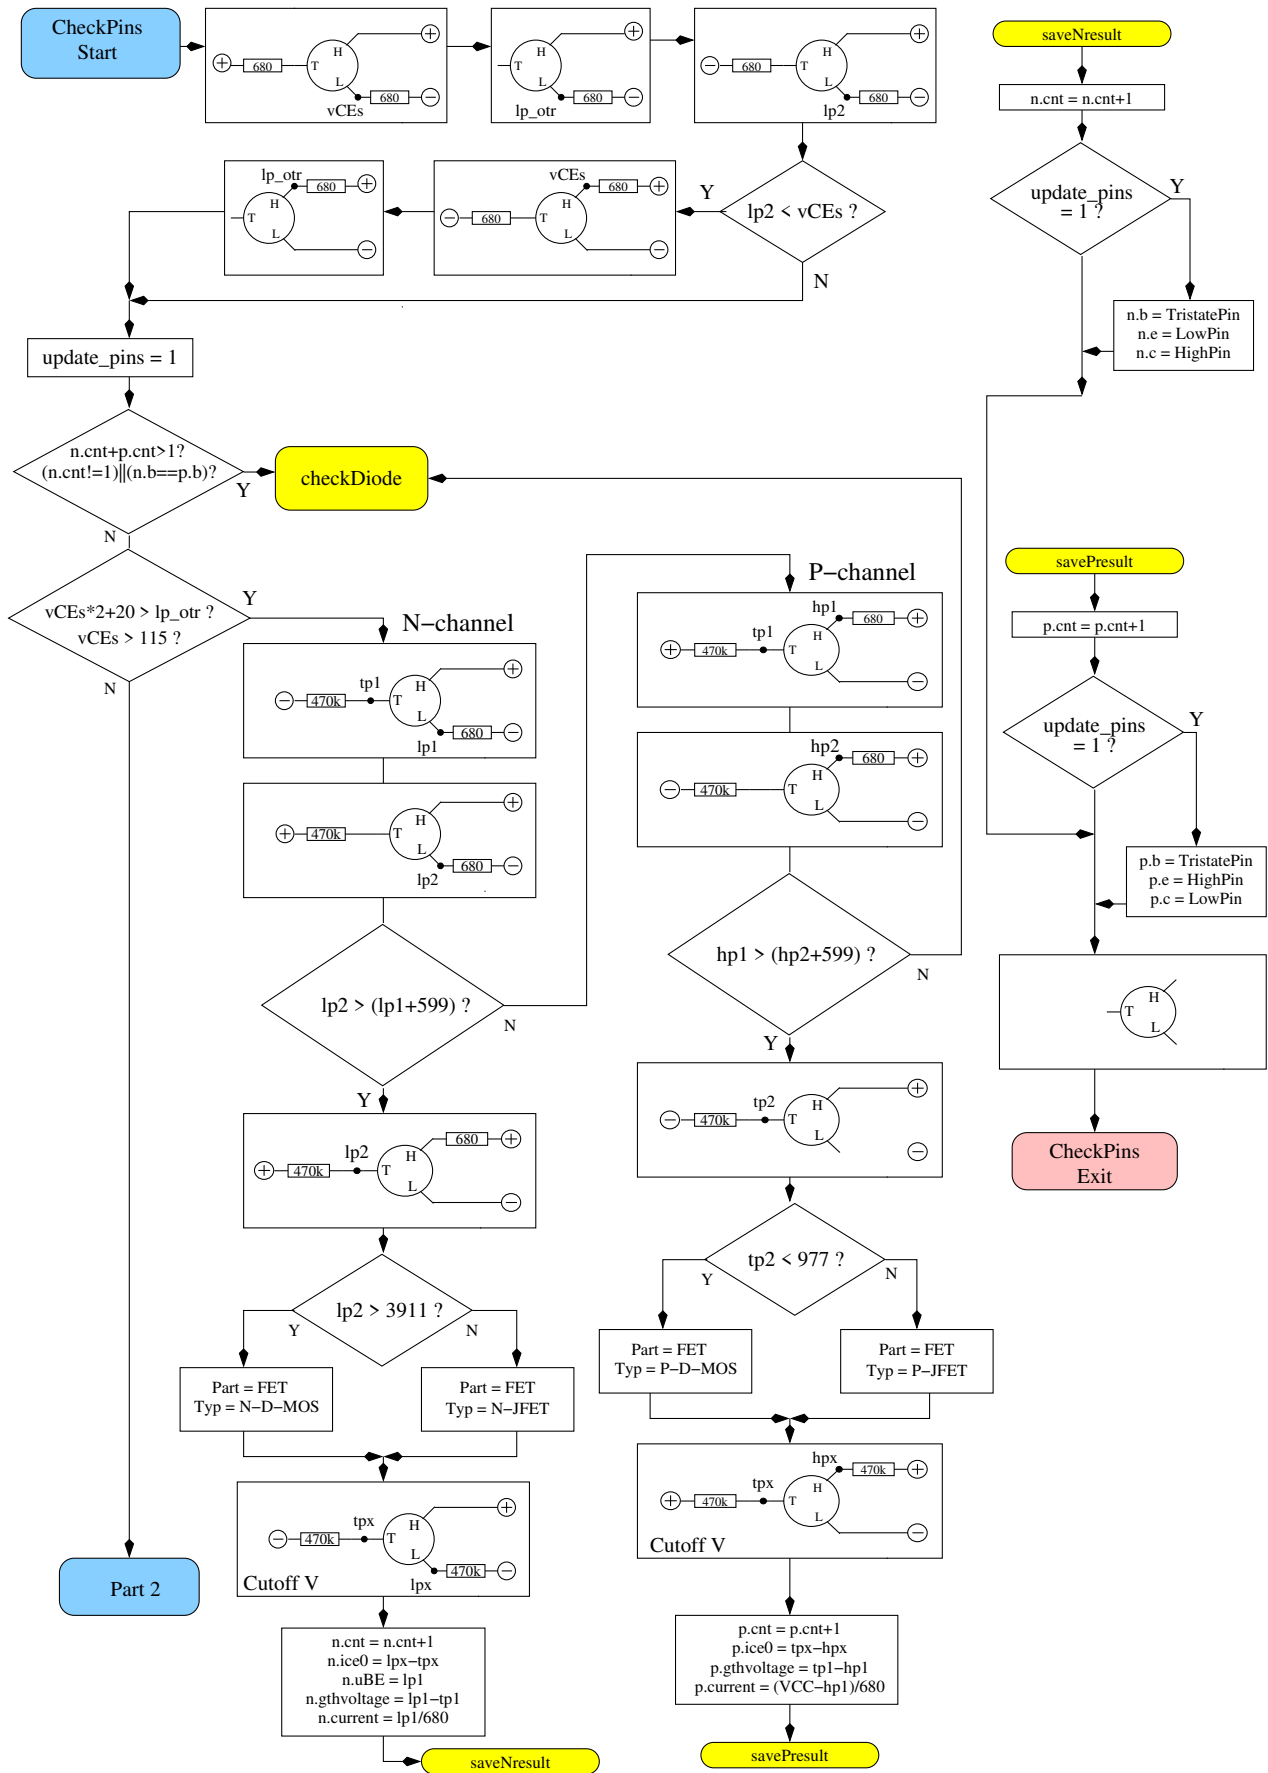 CheckPins
Start
H
T
680
L
680
vCEs
H
T
L
680
lp_otr
H
T
680
L
680
lp2
saveNresult
n.cnt = n.cnt+1
update_pins
= 1 ?
Y
n.b = TristatePin
n.e = LowPin
n.c = HighPin
lp_otr
680
H
T
L
vCEs
680
H
T
680
L
Y
lp2 < vCEs ?
N
update_pins = 1
n.cnt+p.cnt>1?
(n.cnt!=1)||(n.b==p.b)?
Y
N
checkDiode
vCEs*2+20 > lp_otr ?
vCEs > 115 ?
Y
N
N−channel
tp1
470k
T
H
L
680
lp1
470k
T
H
L
680
lp2
lp2 > (lp1+599) ?
N
Y
680
lp2
470k
T
H
L
lp2 > 3911 ?
Y
N
Part = FET
Typ = N−D−MOS
Part = FET
Typ = N−JFET
tpx
470k
T
H
L
470k
lpx
Cutoff V
n.cnt = n.cnt+1
n.ice0 = lpx−tpx
n.uBE = lp1
n.gthvoltage = lp1−tp1
n.current = lp1/680
saveNresult
Part 2
P−channel
hp1
680
tp1
470k
T
H
L
hp2
680
470k
T
H
L
hp1 > (hp2+599) ?
N
Y
tp2
470k
T
H
L
tp2 < 977 ?
Y
N
Part = FET
Typ = P−D−MOS
Part = FET
Typ = P−JFET
hpx
470k
tpx
470k
T
H
L
Cutoff V
p.cnt = p.cnt+1
p.ice0 = tpx−hpx
p.gthvoltage = tp1−hp1
p.current = (VCC−hp1)/680
savePresult
savePresult
p.cnt = p.cnt+1
update_pins
= 1 ?
Y
p.b = TristatePin
p.e = HighPin
p.c = LowPin
H
T
L
CheckPins
Exit